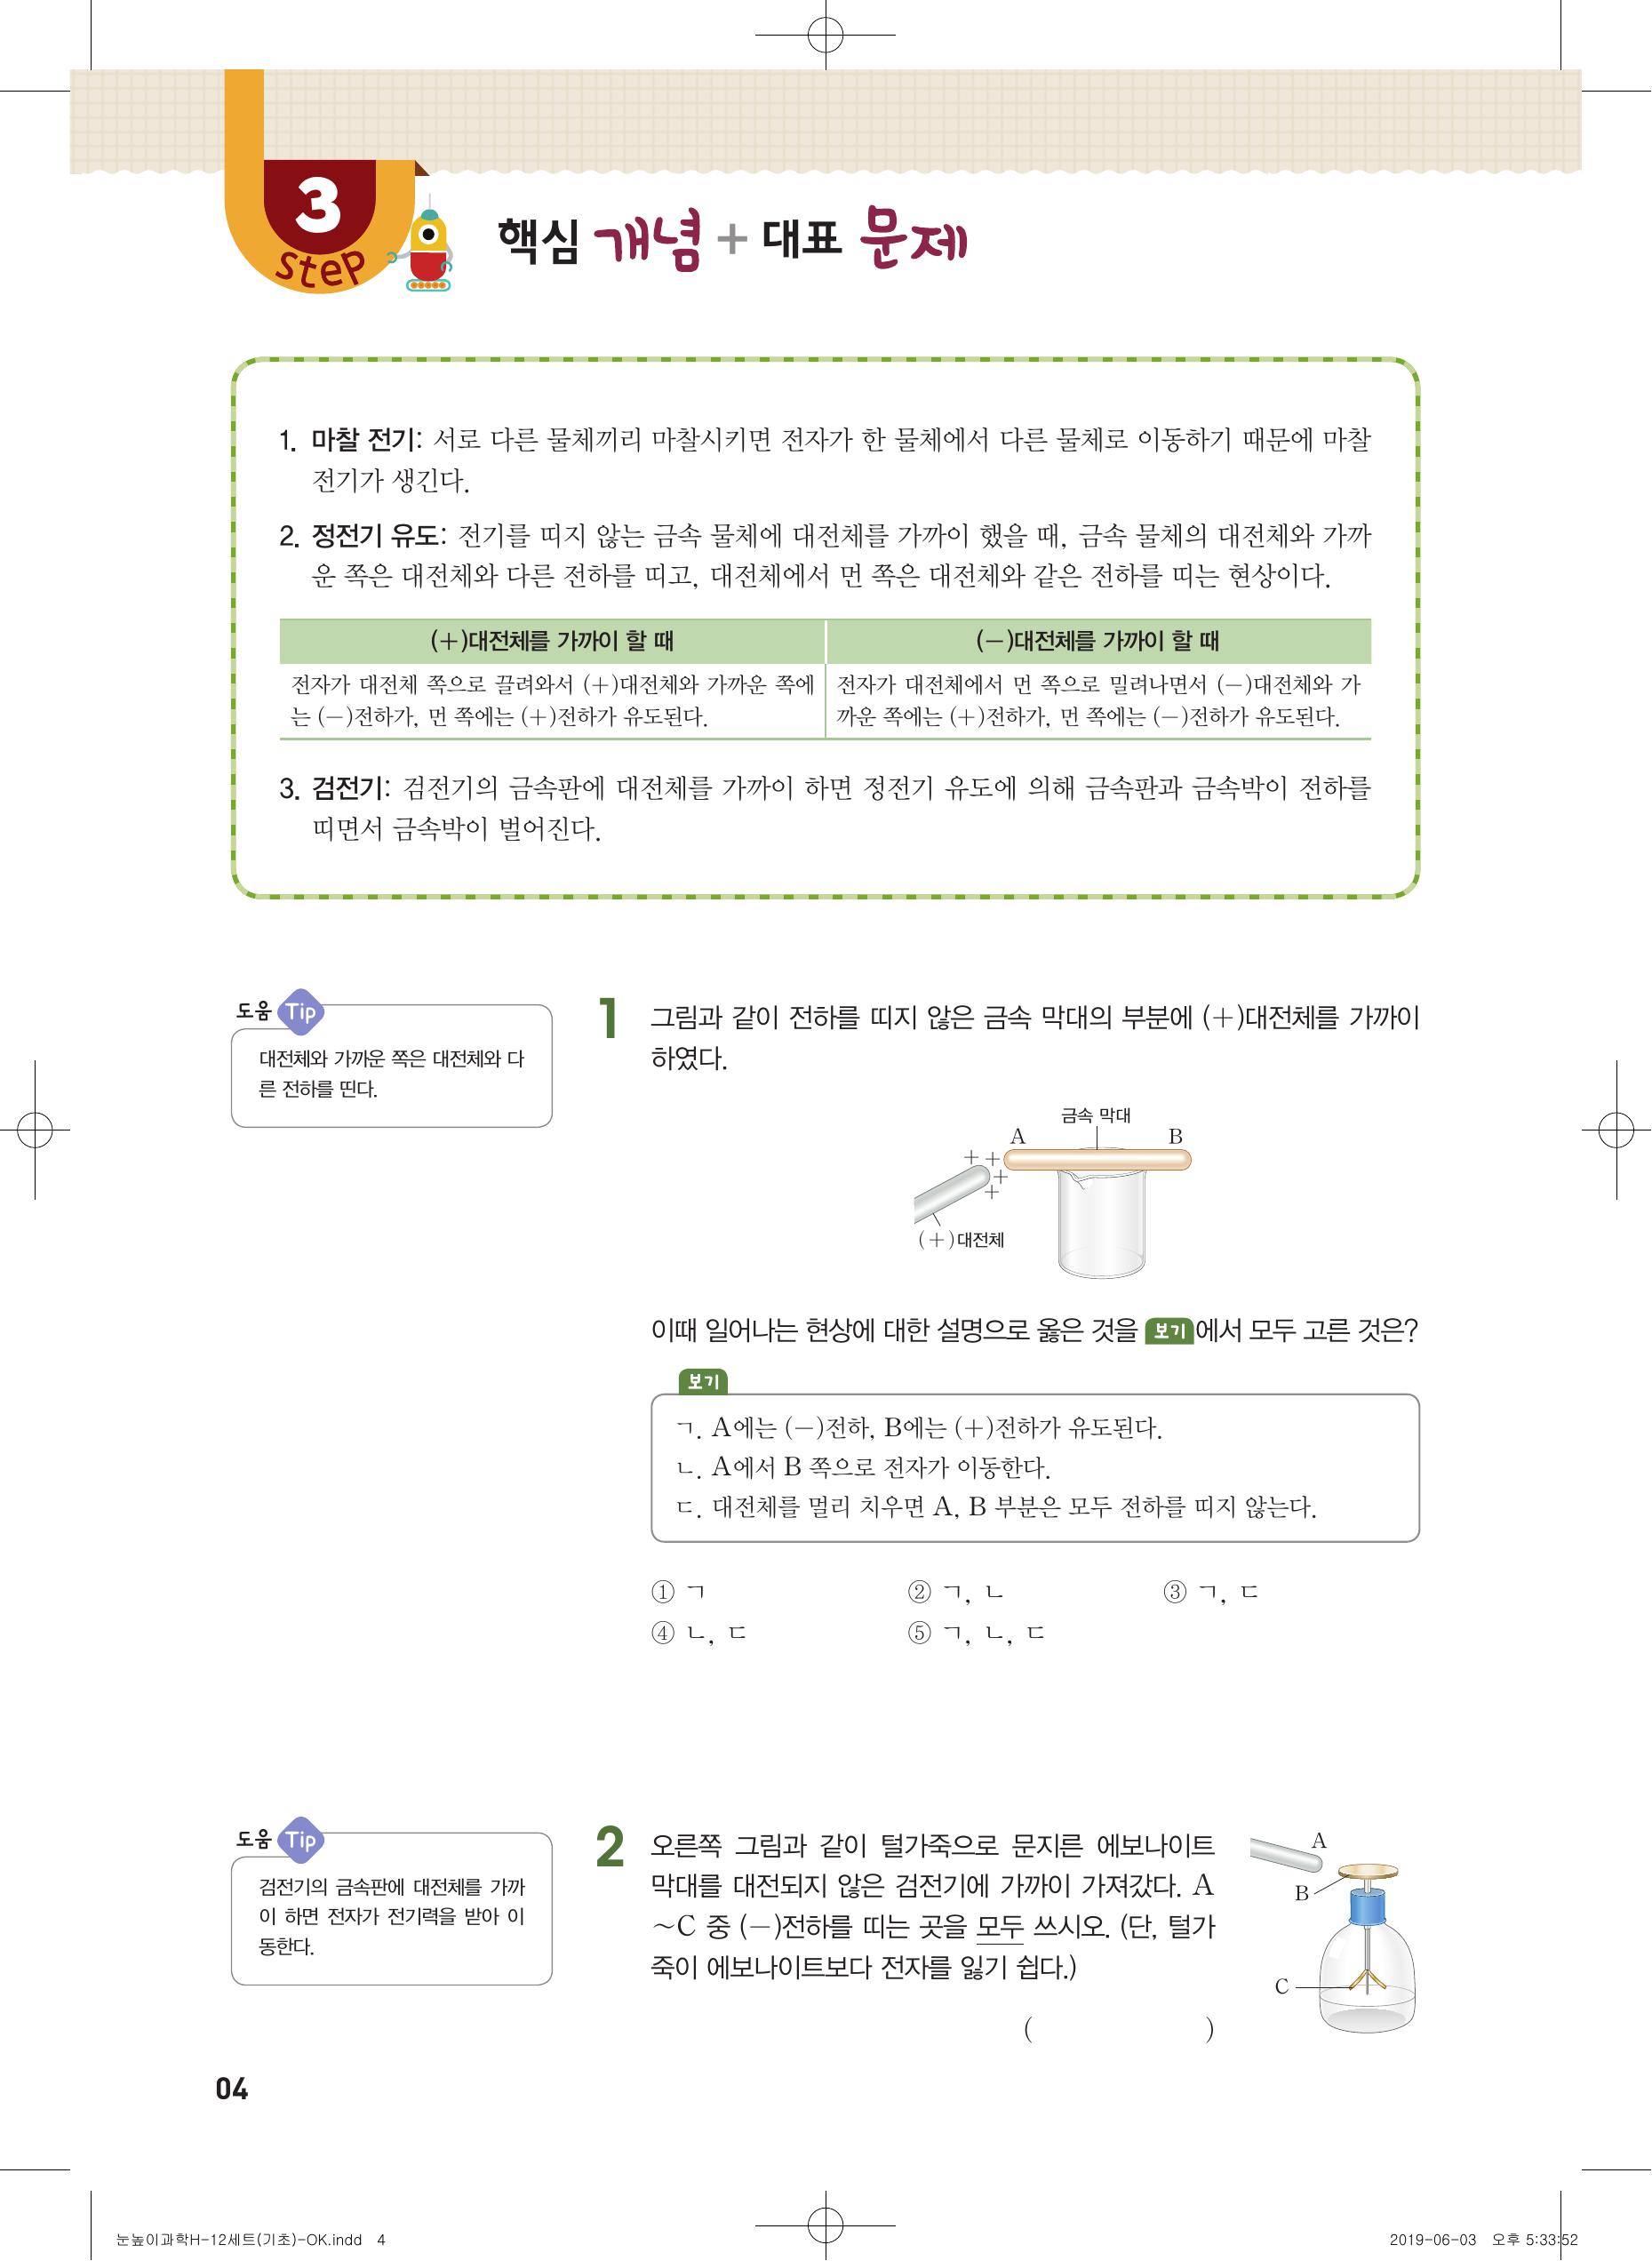 3
step
핵심 개념 + 대표 문제
1. 마찰 전기: 서로 다른 물체끼리 마찰시키면 전자가 한 물체에서 다른 물체로 이동하기 때문에 마찰
전기가 생긴다.
2. 정전기 유도: 전기를 띠지 않는 금속 물체에 대전체를 가까이 했을 때, 금속 물체의 대전체와 가까
운 쪽은 대전체와 다른 전하를 띠고, 대전체에서 먼 쪽은 대전체와 같은 전하를 띠는 현상이다.
(+)대전체를 가까이 할 때
(-)대전체를 가까이 할 때
전자가 대전체 쪽으로 끌려와서 (+)대전체와 가까운 쪽에
는 (-)전하가, 먼 쪽에는 (+)전하가 유도된다.
전자가 대전체에서 먼 쪽으로 밀려나면서 (-)대전체와 가
까운 쪽에는 (+)전하가, 먼 쪽에는 (-)전하가 유도된다.
3. 검전기: 검전기의 금속판에 대전체를 가까이 하면 정전기 유도에 의해 금속판과 금속박이 전하를
띠면서 금속박이 벌어진다.
도움 Tip
대전체와 가까운 쪽은 대전체와 다
른 전하를 띤다.
1 그림과 같이 전하를 띠지 않은 금속 막대의 부분에 (+)대전체를 가까이
하였다.
금속 막대
A B
+ +
+
+
(+)대전체
이때 일어나는 현상에 대한 설명으로 옳은 것을 보기에서 모두 고른 것은?
보기
ㄱ. A에는 (-)전하, B에는 (+)전하가 유도된다.
ㄴ. A에서 B 쪽으로 전자가 이동한다.
ㄷ. 대전체를 멀리 치우면 A, B 부분은 모두 전하를 띠지 않는다.
① ㄱ ② ㄱ, ㄴ ③ ㄱ, ㄷ
④ ㄴ, ㄷ ⑤ ㄱ, ㄴ, ㄷ
도움 Tip
검전기의 금속판에 대전체를 가까
이 하면 전자가 전기력을 받아 이
동한다.
2 오른쪽 그림과 같이 털가죽으로 문지른 에보나이트
막대를 대전되지 않은 검전기에 가까이 가져갔다. A
~C 중 (-)전하를 띠는 곳을 모두 쓰시오. (단, 털가
죽이 에보나이트보다 전자를 잃기 쉽다.)
( )
A
B
C
04
눈높이과학H-12세트(기초)-OK.indd 4
2019-06-03 오후 5:33:52